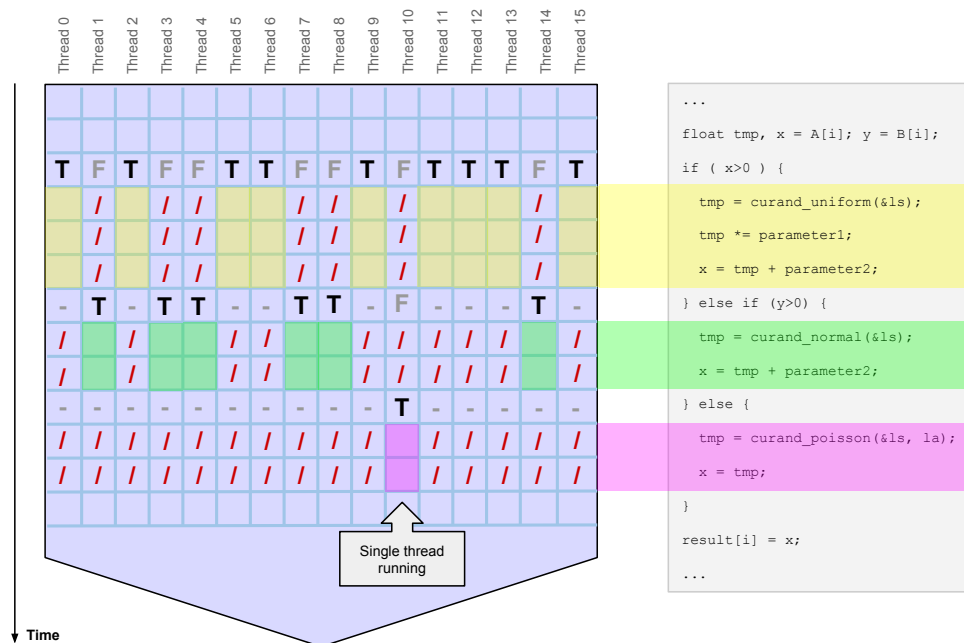 Thread 0
Thread 1
Thread 2
Thread 3
Thread 4
Thread 5
Thread 6
Thread 7
Thread 8
Thread 9
Thread 10
Thread 11
Thread 12
Thread 13
Thread 14
Thread 15
T F T F F T T F F T F T T T F T
/ / / / / / /
/ / / / / / /
/ / / / / / /
- T - T T - - T T - F - - - T -
/ / / / / / / / / /
/ / / / / / / / / /
- - - - - - - - - - T - - - - -
/ / / / / / / / / / / / / / /
/ / / / / / / / / / / / / / /
Single thread
running
Time
...
float tmp, x = A[i]; y = B[i];
if ( x>0 ) {
tmp = curand_uniform(&ls);
tmp *= parameter1;
x = tmp + parameter2;
} else if (y>0) {
tmp = curand_normal(&ls);
x = tmp + parameter2;
} else {
tmp = curand_poisson(&ls, la);
x = tmp;
}
result[i] = x;
...